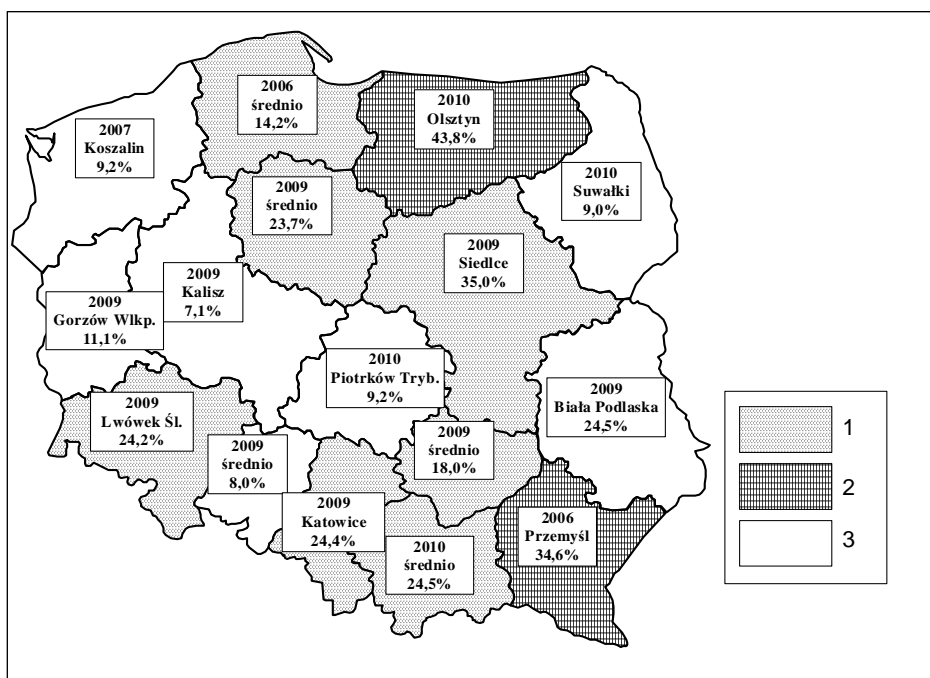 2006
średnio
14,2%
2010
Olsztyn
43,8%
2007
Koszalin
9,2%
2010
Suwałki
9,0%
2009
średnio
23,7%
2009
Siedlce
35,0%
2009
Kalisz
7,1%
2009
Gorzów Wlkp.
11,1%
2010
Piotrków Tryb.
9,2%
2009
Biała Podlaska
24,5%
2009
Lwówek Śl.
24,2%
2009
średnio
18,0%
2009
średnio
8,0%
2009
Katowice
24,4%
2006
Przemyśl
34,6%
2010
średnio
24,5%
1
2
3